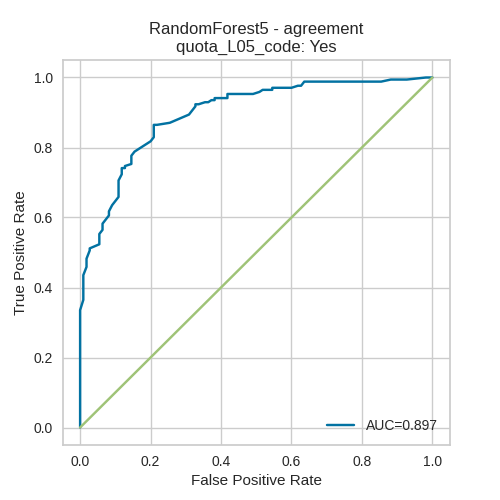 RandomForest5 - agreement
quota_L05_code: Yes
True Positive Rate
1.0
0.8
0.6
0.4
0.2
0.0
0.0 0.2 0.4 0.6 0.8 1.0
False Positive Rate
AUC=0.897